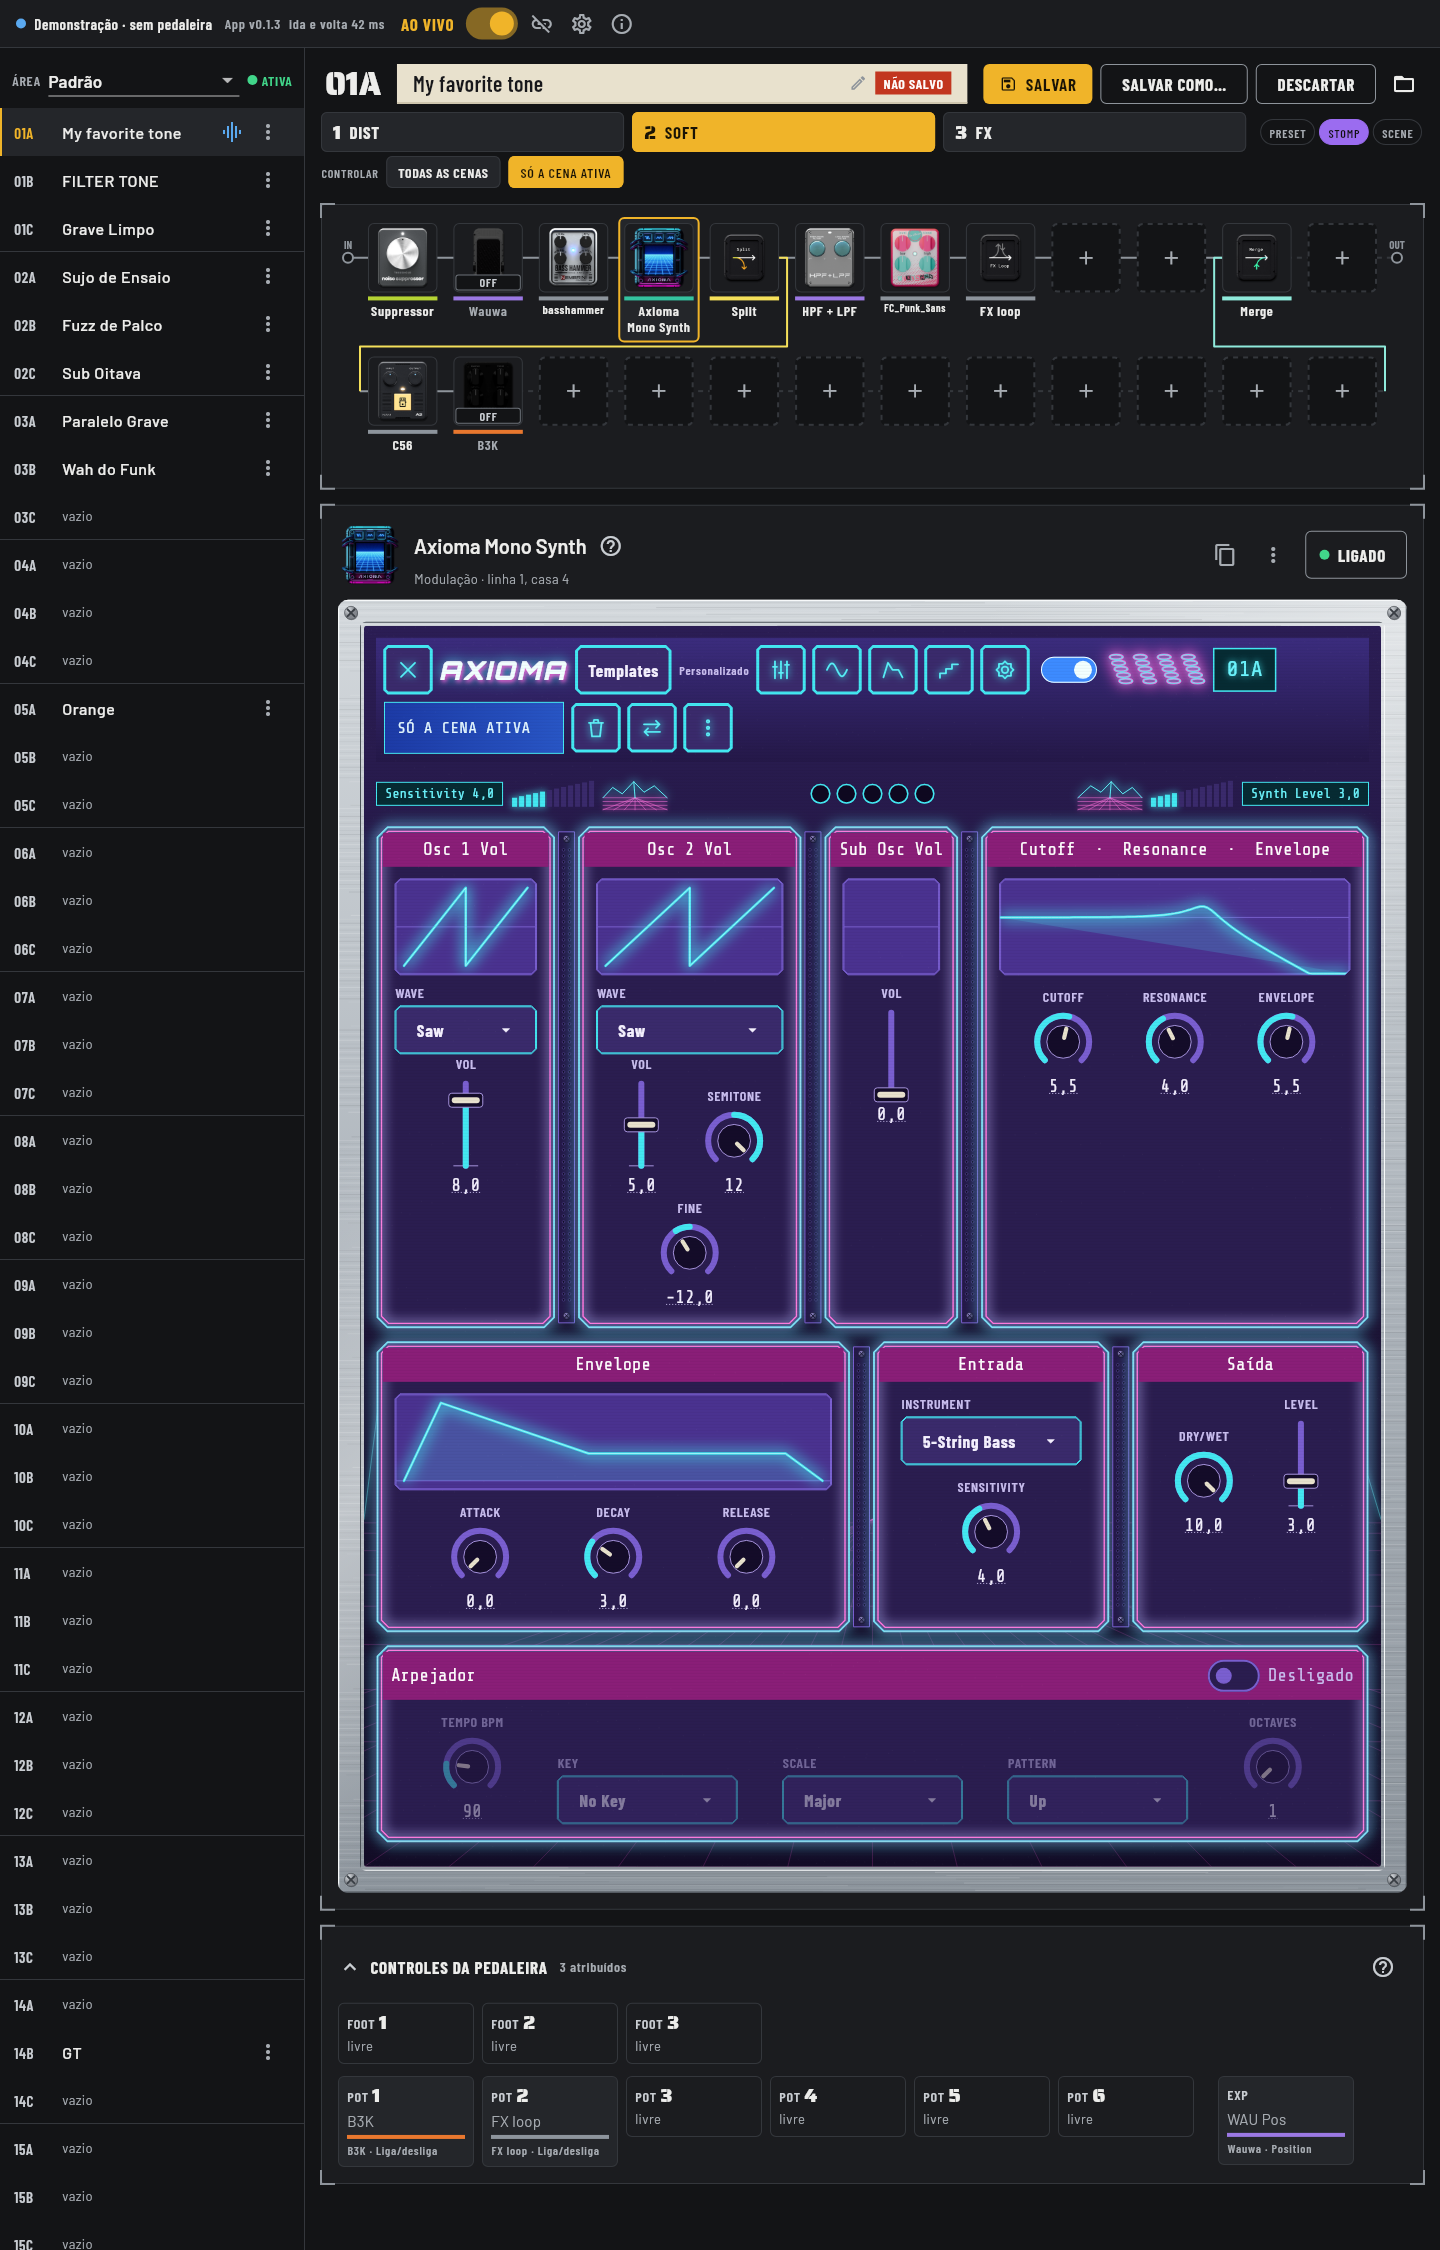 Demonstração · sem pedaleira App v0.1.3 Ida e volta 42 ms AO VIVO
ÁREA Padrão ATIVA
01A My favorite tone
01B FILTER TONE
01C Grave Limpo
02A Sujo de Ensaio
02B Fuzz de Palco
02C Sub Oitava
03A Paralelo Grave
03B Wah do Funk
03C vazio
04A vazio
04B vazio
04C vazio
05A Orange
05B vazio
05C vazio
06A vazio
06B vazio
06C vazio
07A vazio
07B vazio
07C vazio
08A vazio
08B vazio
08C vazio
09A vazio
09B vazio
09C vazio
10A vazio
10B vazio
10C vazio
11A vazio
11B vazio
11C vazio
12A vazio
12B vazio
12C vazio
13A vazio
13B vazio
13C vazio
14A vazio
14B GT
14C vazio
15A vazio
15B vazio
15C vazio
01A My favorite tone NÃO SALVO SALVAR SALVAR COMO... DESCARTAR
1 DIST 2 SOFT 3 FX PRESET STOMP SCENE
CONTROLAR TODAS AS CENAS SÓ A CENA ATIVA
IN OUT
OFF Split FX Loop Merge
Suppressor Wauwa basshammer Axioma Mono Synth Split HPF + LPF FC_Punk_Sans FX loop Merge
OFF
C56 B3K
Axioma Mono Synth
Modulação · linha 1, casa 4
LIGADO
AXIOMA Templates Personalizado 01A
SÓ A CENA ATIVA
Sensitivity 4,0 Synth Level 3,0
Osc 1 Vol
WAVE
Saw
VOL
8,0
Osc 2 Vol
WAVE
Saw
VOL
SEMITONE
5,0 12
FINE
-12,0
Sub Osc Vol
VOL
0,0
Cutoff · Resonance · Envelope
CUTOFF RESONANCE ENVELOPE
5,5 4,0 5,5
Envelope
ATTACK DECAY RELEASE
0,0 3,0 0,0
Entrada
INSTRUMENT
5-String Bass
SENSITIVITY
4,0
Saída
LEVEL
DRY/WET
10,0 3,0
Arpejador Desligado
TEMPO BPM OCTAVES
KEY SCALE PATTERN
No Key Major Up
90 1
CONTROLES DA PEDALEIRA 3 atribuídos
FOOT 1 FOOT 2 FOOT 3
livre livre livre
POT 1 POT 2 POT 3 POT 4 POT 5 POT 6 EXP
B3K FX loop livre livre livre livre WAU Pos
B3K · Liga/desliga FX loop · Liga/desliga Wauwa · Position